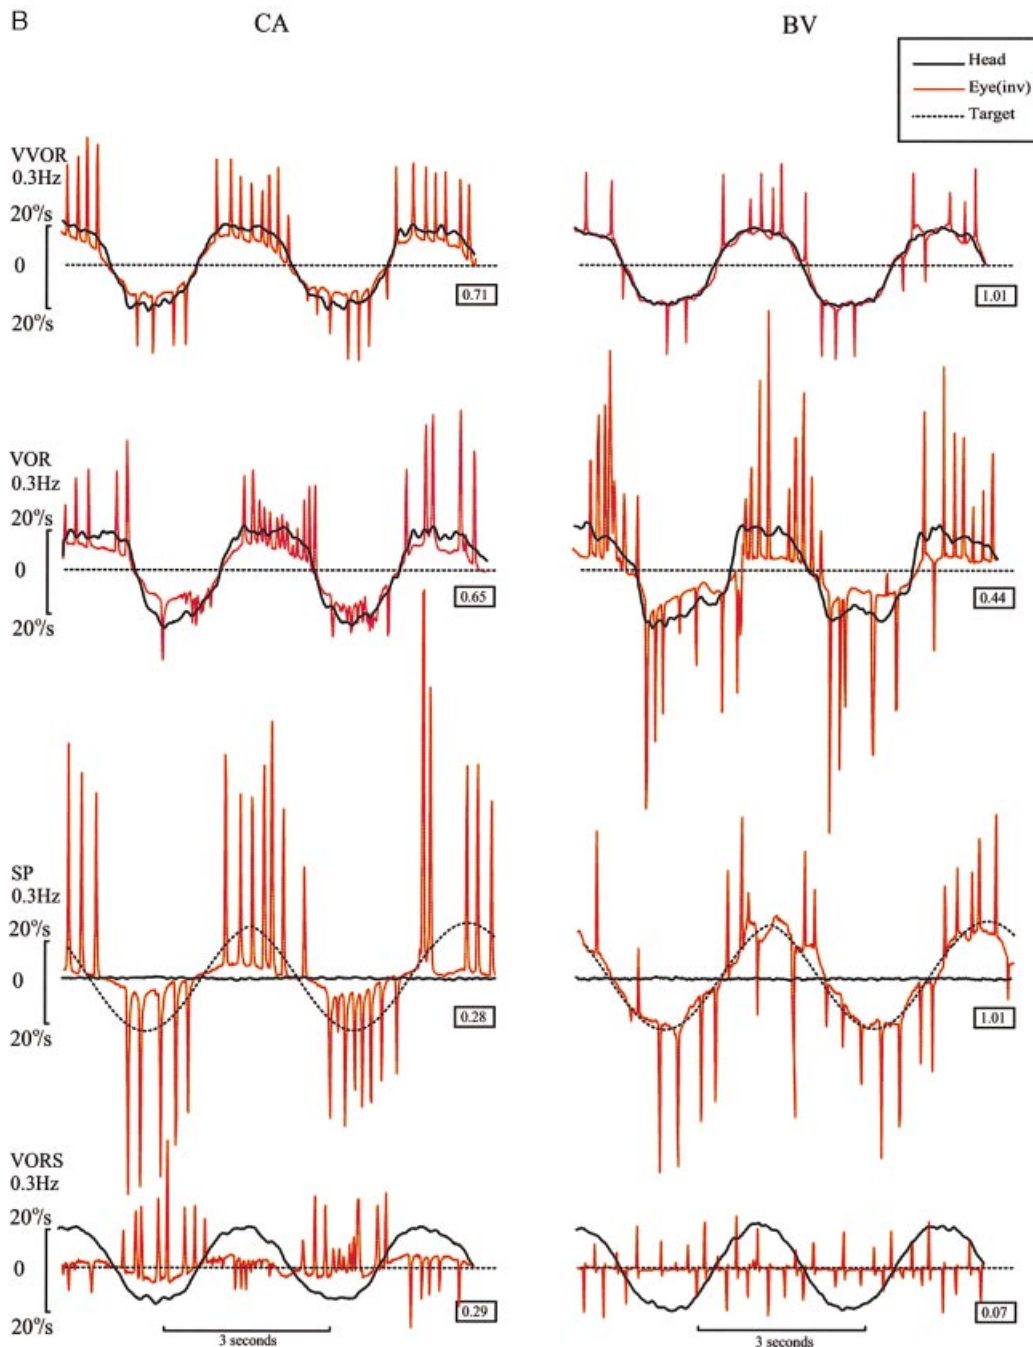 B
CA
BV
Head
Eye(inv)
Target
VVOR
0.3Hz
20°/s
0
20°/s
0.71
1.01
VOR
0.3Hz
20°/s
0
20°/s
0.65
0.44
SP
0.3Hz
20°/s
0
20°/s
0.28
1.01
VORS
0.3Hz
20°/s
0
20°/s
0.29
0.07
3 seconds
3 seconds